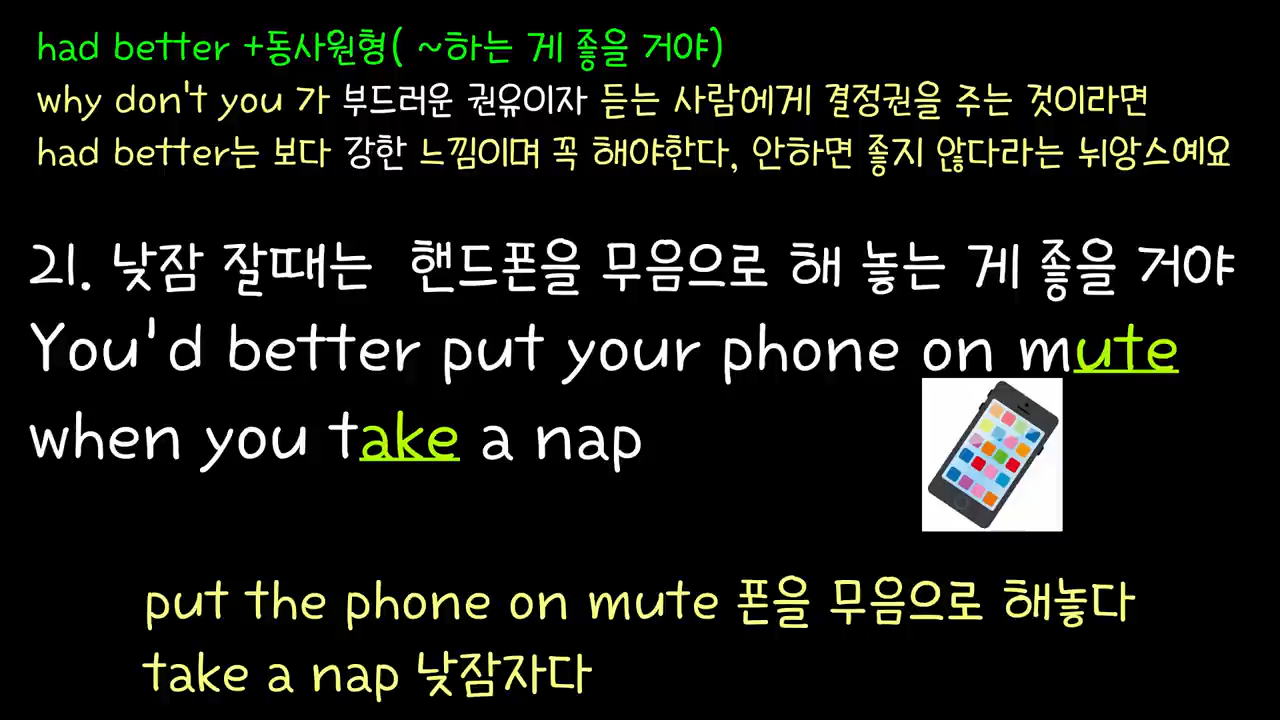 had better +동사원형( ~하는 게 좋을 거야)
why don't you 가 부드러운 권유이자 듣는 사람에게 결정권을 주는 것이라면
had better는 보다 강한 느낌이며 꼭 해야한다, 안하면 좋지 않다라는 뉘앙스예요
21. 낮잠 잘때는 핸드폰을 무음으로 해 놓는 게 좋을 거야
You'd better put your phone on mute
when you take a nap
put the phone on mute 폰을 무음으로 해놓다
take a nap 낮잠자다